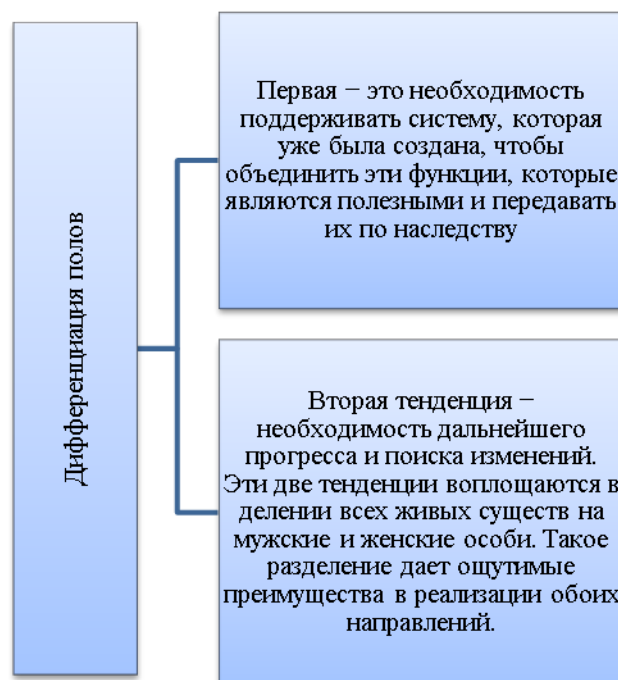 Дифференциация полов
Первая − это необходимость
поддерживать систему, которая
уже была создана, чтобы
объединить эти функции, которые
являются полезными и передавать
их по наследству
Вторая тенденция −
необходимость дальнейшего
прогресса и поиска изменений.
Эти две тенденции воплощаются в
делении всех живых существ на
мужские и женские особи. Такое
разделение дает ощутимые
преимущества в реализации обоих
направлений.